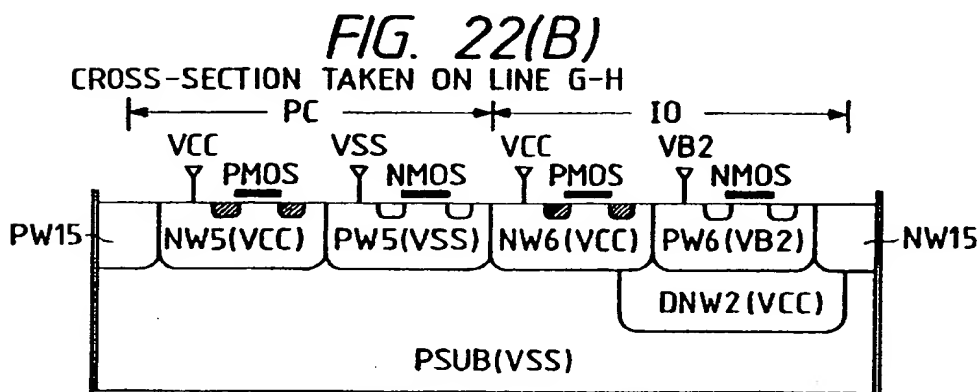 FIG. 22(B)
CROSS-SECTION TAKEN ON LINE G-H
PC IO
VCC VSS VCC VB2
PMOS NMOS PMOS NMOS
PW15 NW5(VCC) PW5(VSS) NW6(VCC) PW6(VB2) NW15
DNW2(VCC)
PSUB(VSS)